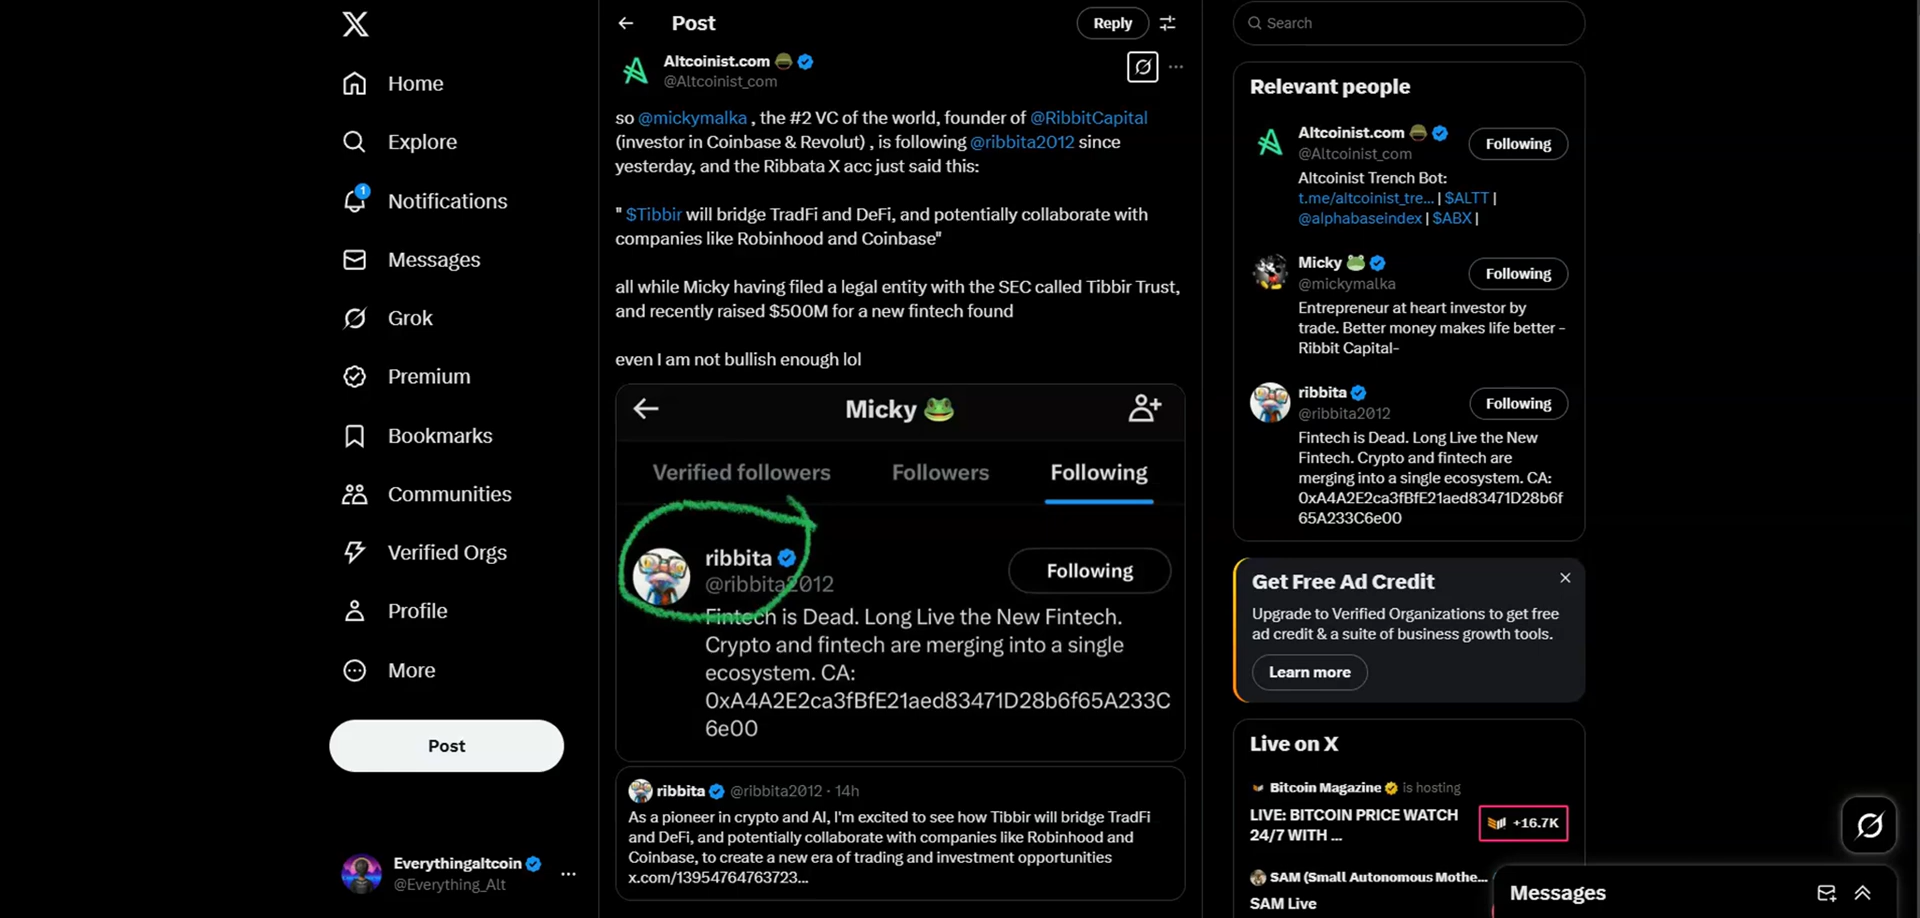 Home
Explore
1
Notifications
Messages
Grok
Premium
Bookmarks
Communities
Verified Orgs
Profile
More
Post
Everythingaltcoin
@Everything_Alt
Post
Reply
Altcoinist.com
@Altcoinist_com
so @mickymalka , the #2 VC of the world, founder of @RibbitCapital
(investor in Coinbase & Revolut) , is following @ribbita2012 since
yesterday, and the Ribbata X acc just said this:
" $Tibbir will bridge TradFi and DeFi, and potentially collaborate with
companies like Robinhood and Coinbase"
all while Micky having filed a legal entity with the SEC called Tibbir Trust,
and recently raised $500M for a new fintech found
even I am not bullish enough lol
Micky 🐸
Verified followers Followers Following
ribbita
@ribbita2012
Following
Fintech is Dead. Long Live the New Fintech.
Crypto and fintech are merging into a single
ecosystem. CA:
0xA4A2E2ca3fBfE21aed83471D28b6f65A233C
6e00
ribbita @ribbita2012 · 14h
As a pioneer in crypto and AI, I'm excited to see how Tibbir will bridge TradFi
and DeFi, and potentially collaborate with companies like Robinhood and
Coinbase, to create a new era of trading and investment opportunities
x.com/13954764763723...
Search
Relevant people
Altcoinist.com
@Altcoinist_com
Following
Altcoinist Trench Bot:
t.me/altcoinist_tre... | $ALTT |
@alphabaseindex | $ABX |
Micky 🐸
@mickymalka
Following
Entrepreneur at heart investor by
trade. Better money makes life better -
Ribbit Capital-
ribbita
@ribbita2012
Following
Fintech is Dead. Long Live the New
Fintech. Crypto and fintech are
merging into a single ecosystem. CA:
0xA4A2E2ca3fBfE21aed83471D28b6f
65A233C6e00
Get Free Ad Credit
Upgrade to Verified Organizations to get free
ad credit & a suite of business growth tools.
Learn more
Live on X
Bitcoin Magazine is hosting
LIVE: BITCOIN PRICE WATCH
24/7 WITH ...
+16.7K
SAM (Small Autonomous Mothe...
SAM Live
Messages